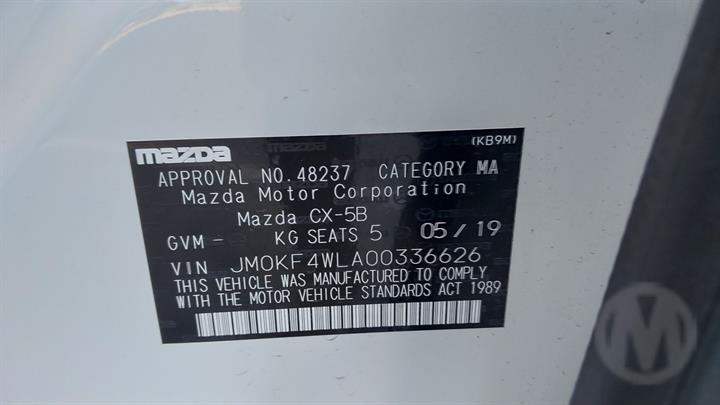 (KB9M)
mazda
APPROVAL NO.48237 CATEGORY MA
Mazda Motor Corporation
Mazda CX-5B
GVM - KG SEATS 5 05/19
VIN JM0KF4WLA00336626
THIS VEHICLE WAS MANUFACTURED TO COMPLY
WITH THE MOTOR VEHICLE STANDARDS ACT 1989
M